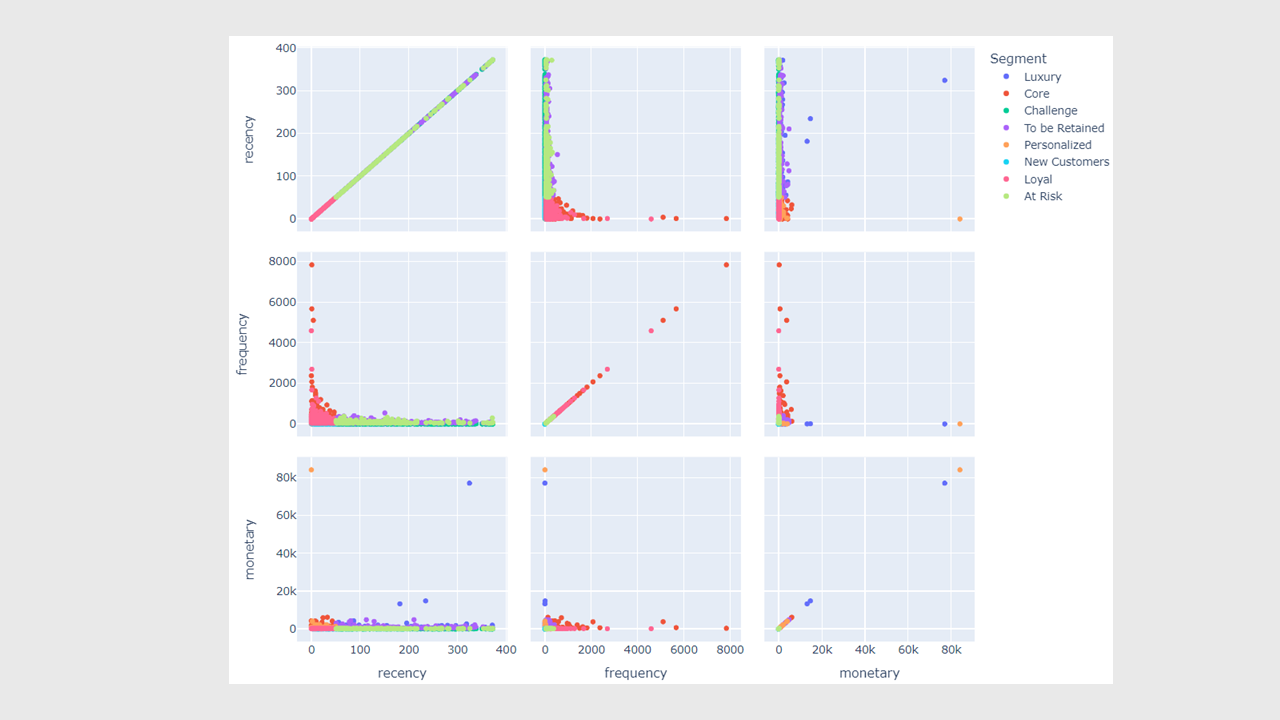 400
300
200
100
0
recency
Segment
Luxury
Core
Challenge
To be Retained
Personalized
New Customers
Loyal
At Risk
8000
6000
4000
2000
0
frequency
80k
60k
40k
20k
0
monetary
0 100 200 300 400
0 2000 4000 6000 8000
0 20k 40k 60k 80k
recency
frequency
monetary